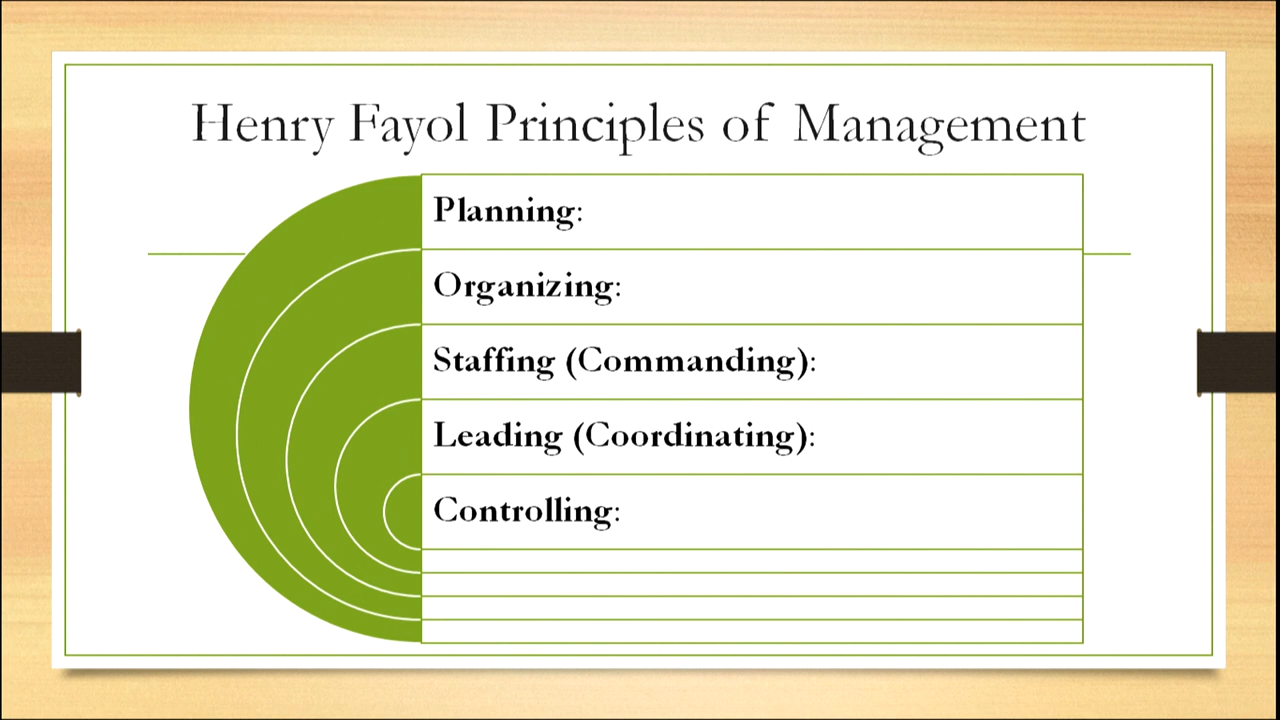 Henry Fayol Principles of Management
Planning:
Organizing:
Staffing (Commanding):
Leading (Coordinating):
Controlling: